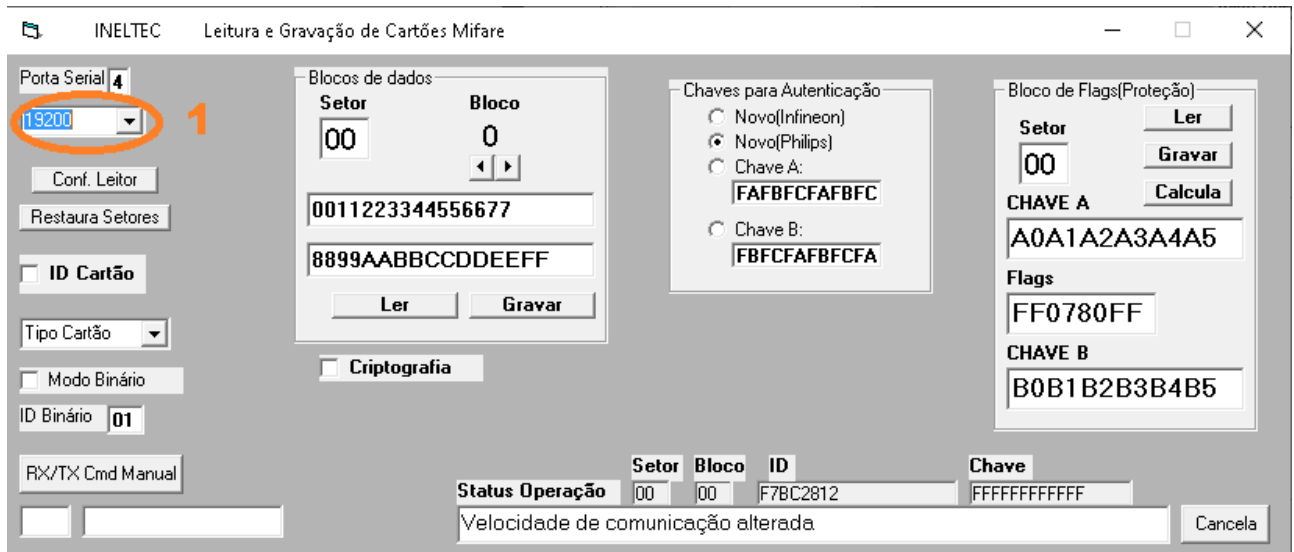 INELTEC Leitura e Gravação de Cartões Mifare
Porta Serial 4
19200
1
Conf. Leitor
Restaura Setores
ID Cartão
Tipo Cartão
Modo Binário
ID Binário 01
RX/TX Cmd Manual
Blocos de dados
Setor Bloco
00 0
0011223344556677
8899AABBCCDDEEFF
Ler Gravar
Criptografia
Chaves para Autenticação
Novo(Infineon)
Novo(Philips)
Chave A:
FAFBFCFAFBFC
Chave B:
FBFCFAFBFCFA
Bloco de Flags(Proteção)
Setor Ler
00 Gravar
CHAVE A Calcula
A0A1A2A3A4A5
Flags
FF0780FF
CHAVE B
B0B1B2B3B4B5
Setor Bloco ID Chave
Status Operação 00 00 F7BC2812 FFFFFFFFFFFF
Velocidade de comunicação alterada
Cancela